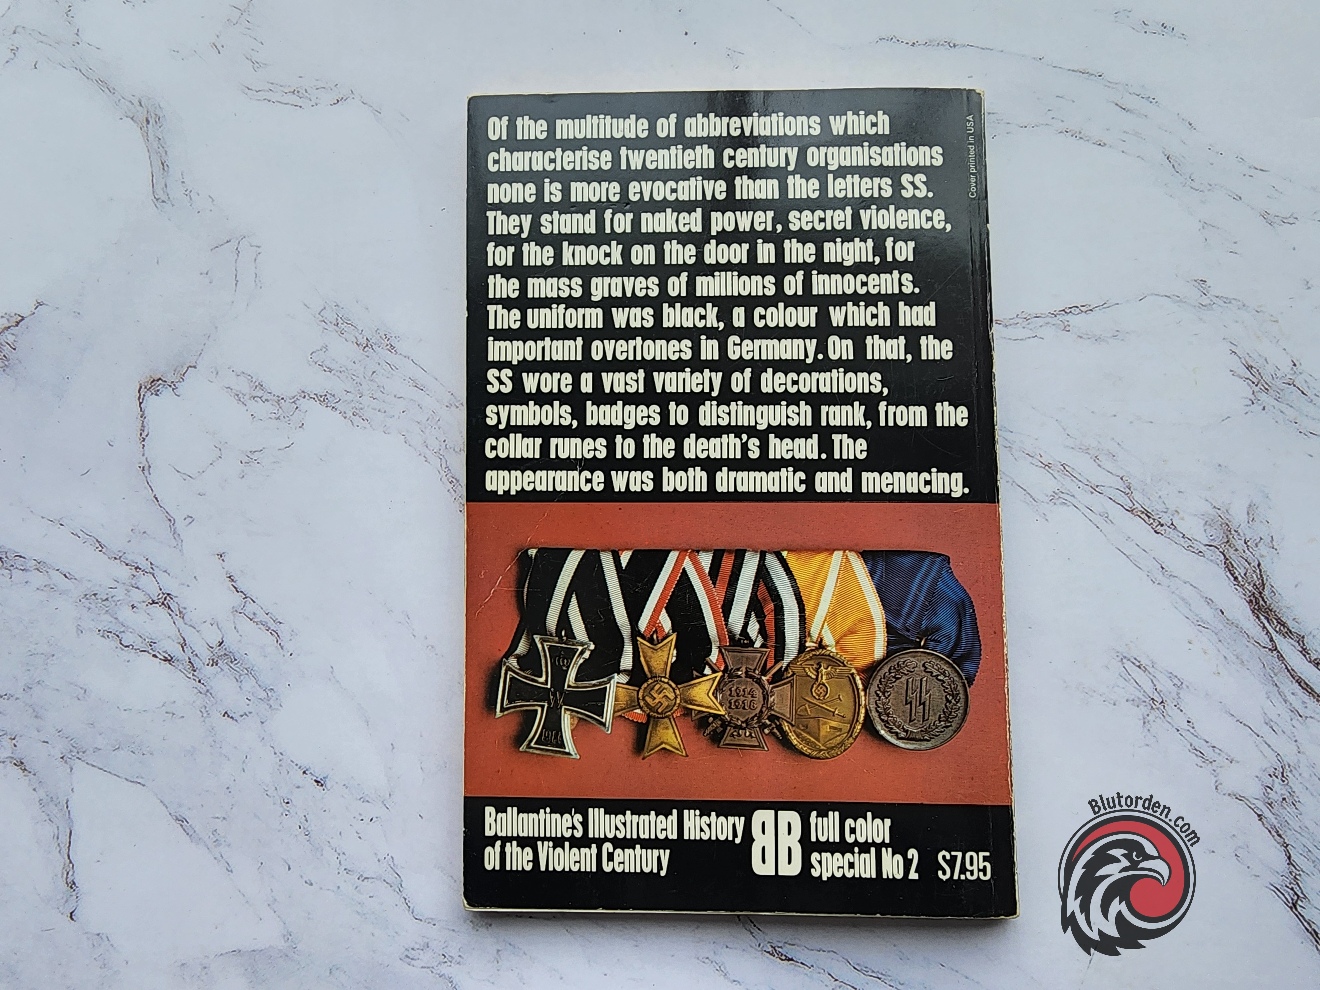 Of the multitude of abbreviations which
characterise twentieth century organisations
none is more evocative than the letters SS.
They stand for naked power, secret violence,
for the knock on the door in the night, for
the mass graves of millions of innocents.
The uniform was black, a colour which had
important overtones in Germany. On that, the
SS wore a vast variety of decorations,
symbols, badges to distinguish rank, from the
collar runes to the death's head. The
appearance was both dramatic and menacing.
Cover printed in USA
W
1914
1914
1918
Ballantine's Illustrated History
of the Violent Century
BB
full color
special No 2 $7.95
Blutorden.com